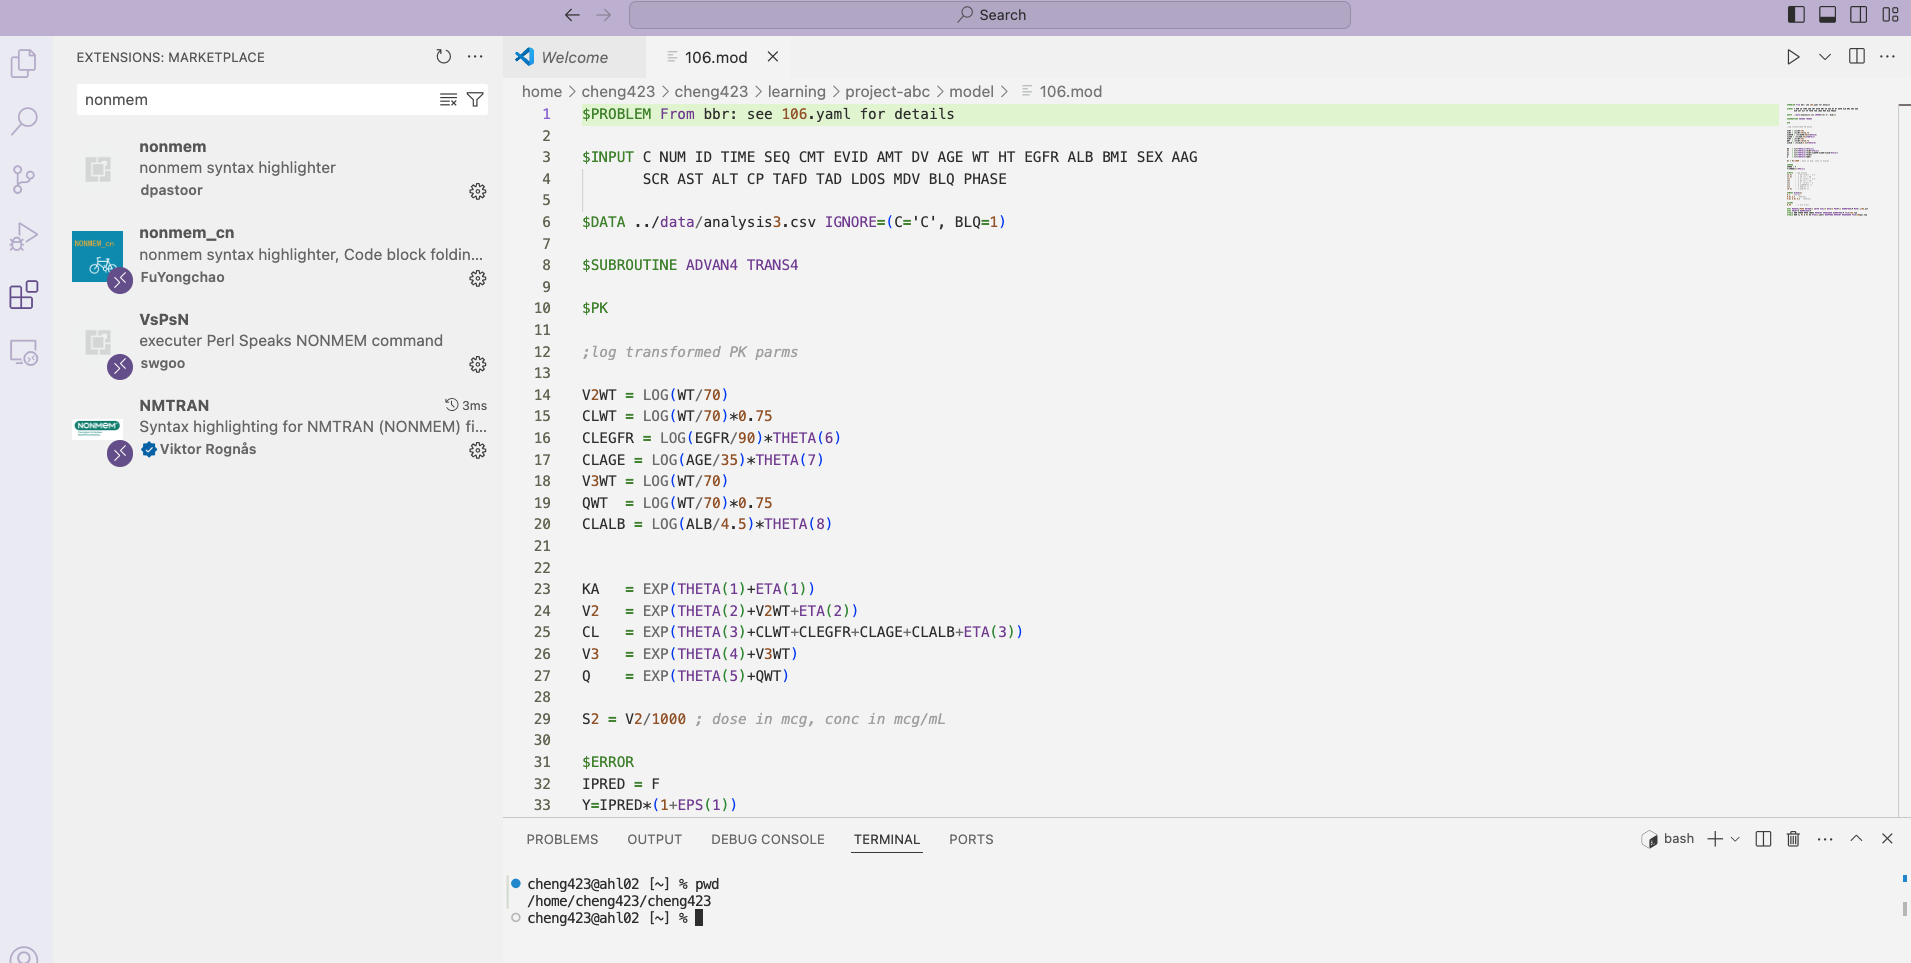 Search
EXTENSIONS: MARKETPLACE
nonmem
nonmem
nonmem syntax highlighter
dpastoor
NONMEM_cn
nonmem_cn
nonmem syntax highlighter, Code block foldin...
FuYongchao
VsPsN
executer Perl Speaks NONMEM command
swgoo
NMTRAN
3ms
NONMEM
Syntax highlighting for NMTRAN (NONMEM) fi...
Viktor Rognås
Welcome
106.mod
home > cheng423 > cheng423 > learning > project-abc > model > 106.mod
1 $PROBLEM From bbr: see 106.yaml for details
2
3 $INPUT C NUM ID TIME SEQ CMT EVID AMT DV AGE WT HT EGFR ALB BMI SEX AAG
4 SCR AST ALT CP TAFD TAD LDOS MDV BLQ PHASE
5
6 $DATA ../data/analysis3.csv IGNORE=(C='C', BLQ=1)
7
8 $SUBROUTINE ADVAN4 TRANS4
9
10 $PK
11
12 ;log transformed PK parms
13
14 V2WT = LOG(WT/70)
15 CLWT = LOG(WT/70)*0.75
16 CLEGFR = LOG(EGFR/90)*THETA(6)
17 CLAGE = LOG(AGE/35)*THETA(7)
18 V3WT = LOG(WT/70)
19 QWT  = LOG(WT/70)*0.75
20 CLALB = LOG(ALB/4.5)*THETA(8)
21
22
23 KA   = EXP(THETA(1)+ETA(1))
24 V2   = EXP(THETA(2)+V2WT+ETA(2))
25 CL   = EXP(THETA(3)+CLWT+CLEGFR+CLAGE+CLALB+ETA(3))
26 V3   = EXP(THETA(4)+V3WT)
27 Q    = EXP(THETA(5)+QWT)
28
29 S2 = V2/1000 ; dose in mcg, conc in mcg/mL
30
31 $ERROR
32 IPRED = F
33 Y=IPRED*(1+EPS(1))
PROBLEMS OUTPUT DEBUG CONSOLE TERMINAL PORTS
bash
cheng423@ahl02 [~] % pwd
/home/cheng423/cheng423
cheng423@ahl02 [~] %